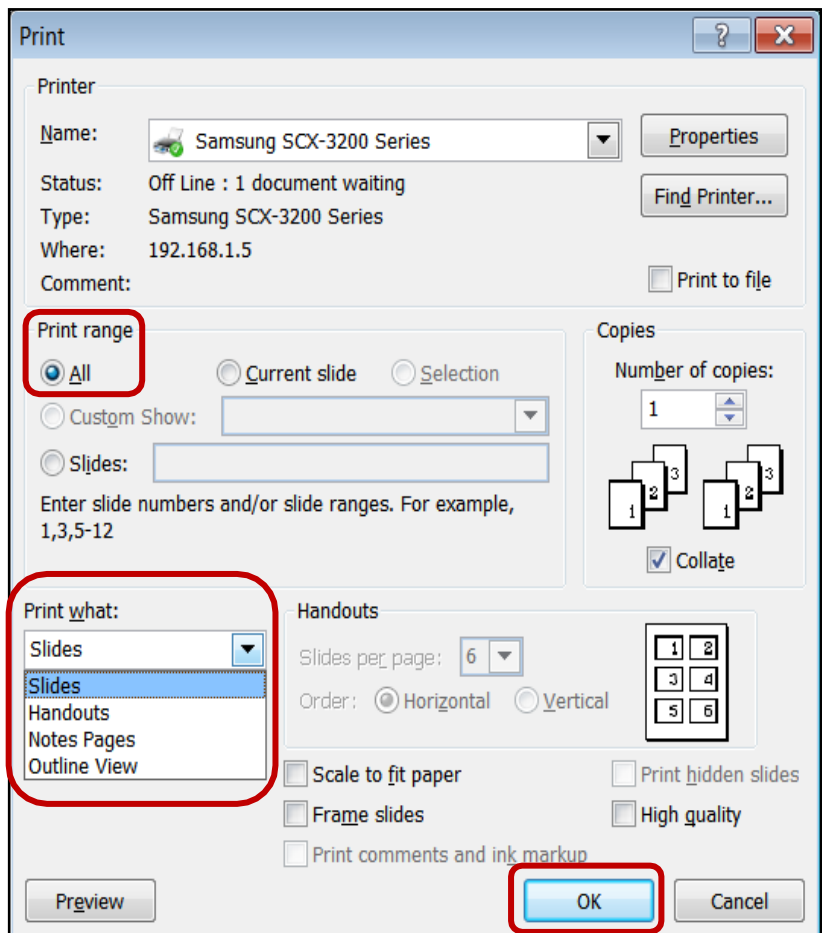 Print
?
Printer
Name: Samsung SCX-3200 Series Properties
Status: Off Line : 1 document waiting Find Printer...
Type: Samsung SCX-3200 Series
Where: 192.168.1.5
Comment: Print to file
Print range Copies
All Current slide Selection Number of copies:
Custom Show: 1
Slides:
Enter slide numbers and/or slide ranges. For example,
1,3,5-12
1 2 3 1 2 3
Collate
Print what: Handouts
Slides Slides per page: 6
Slides
Handouts Order: Horizontal Vertical
Notes Pages
Outline View
1 2
3 4
5 6
Scale to fit paper Print hidden slides
Frame slides High quality
Print comments and ink markup
Preview OK Cancel